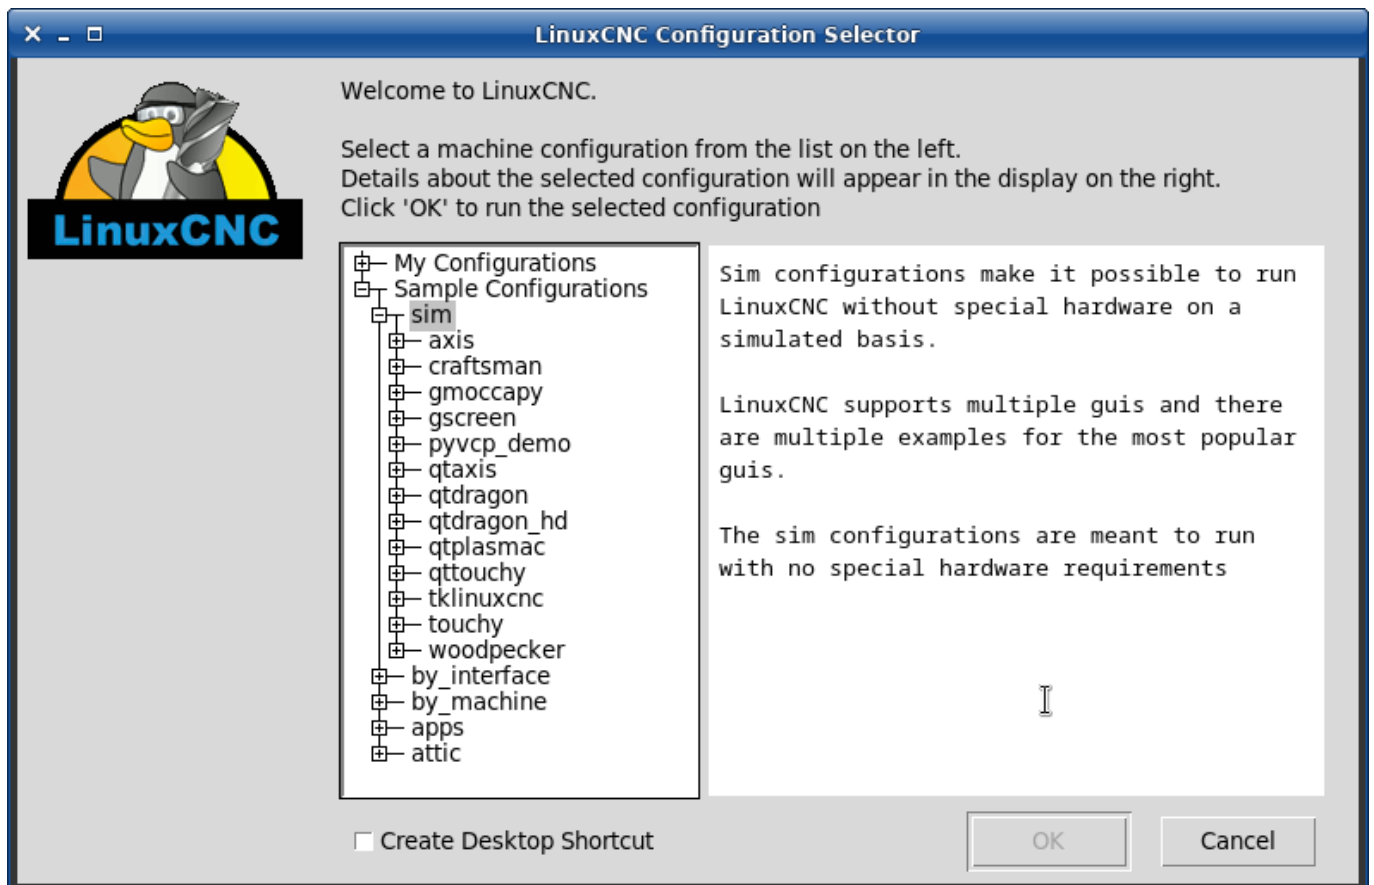 LinuxCNC Configuration Selector
LinuxCNC
Welcome to LinuxCNC.
Select a machine configuration from the list on the left.
Details about the selected configuration will appear in the display on the right.
Click 'OK' to run the selected configuration
My Configurations
Sample Configurations
sim
axis
craftsman
gmoccapy
gscreen
pyvcp_demo
qtaxis
qtdragon
qtdragon_hd
qtplasmac
qttouchy
tklinuxcnc
touchy
woodpecker
by_interface
by_machine
apps
attic
Sim configurations make it possible to run
LinuxCNC without special hardware on a
simulated basis.
LinuxCNC supports multiple guis and there
are multiple examples for the most popular
guis.
The sim configurations are meant to run
with no special hardware requirements
Create Desktop Shortcut
OK
Cancel